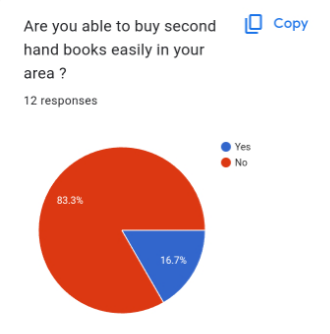 Are you able to buy second
hand books easily in your
area ?
Copy
12 responses
Yes
No
83.3%
16.7%